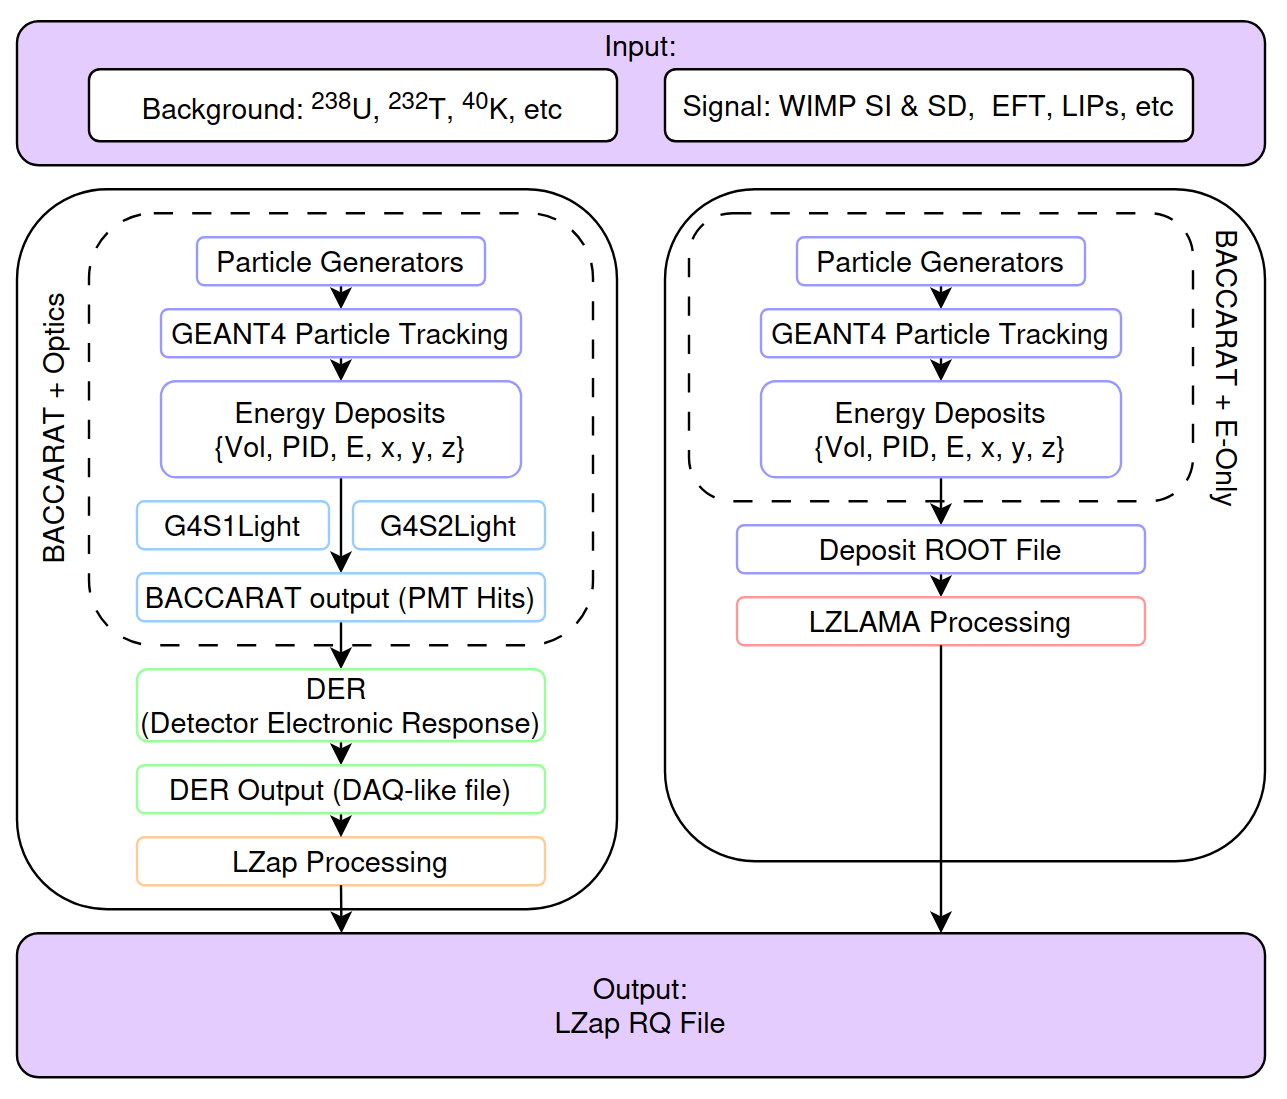 Input:
Background: ²³⁸U, ²³²T, ⁴⁰K, etc
Signal: WIMP SI & SD, EFT, LIPs, etc
BACCARAT + Optics
Particle Generators
GEANT4 Particle Tracking
Energy Deposits
{Vol, PID, E, x, y, z}
G4S1Light
G4S2Light
BACCARAT output (PMT Hits)
DER
(Detector Electronic Response)
DER Output (DAQ-like file)
LZap Processing
BACCARAT + E-Only
Particle Generators
GEANT4 Particle Tracking
Energy Deposits
{Vol, PID, E, x, y, z}
Deposit ROOT File
LZLAMA Processing
Output:
LZap RQ File